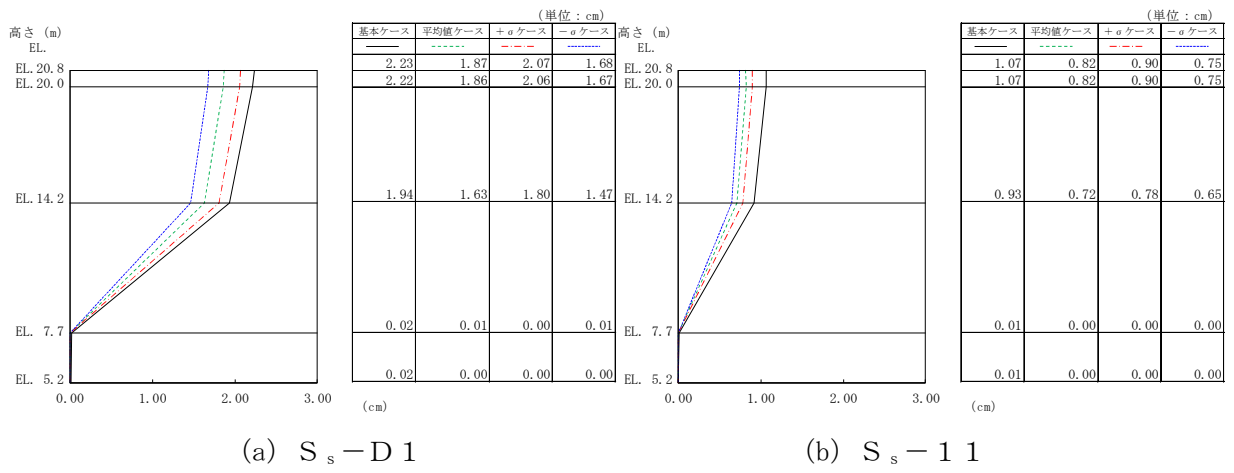 (単位:cm)
高さ (m)
EL.
基本ケース 平均値ケース +σケース −σケース
EL.20.8 2.23 1.87 2.07 1.68
EL.20.0 2.22 1.86 2.06 1.67
EL.14.2 1.94 1.63 1.80 1.47
EL. 7.7 0.02 0.01 0.00 0.01
EL. 5.2 0.02 0.00 0.00 0.00
0.00 1.00 2.00 3.00
(cm)
(a) Ss−D1
(単位:cm)
高さ (m)
EL.
基本ケース 平均値ケース +σケース −σケース
EL.20.8 1.07 0.82 0.90 0.75
EL.20.0 1.07 0.82 0.90 0.75
EL.14.2 0.93 0.72 0.78 0.65
EL. 7.7 0.01 0.00 0.00 0.00
EL. 5.2 0.01 0.00 0.00 0.00
0.00 1.00 2.00 3.00
(cm)
(b) Ss−11